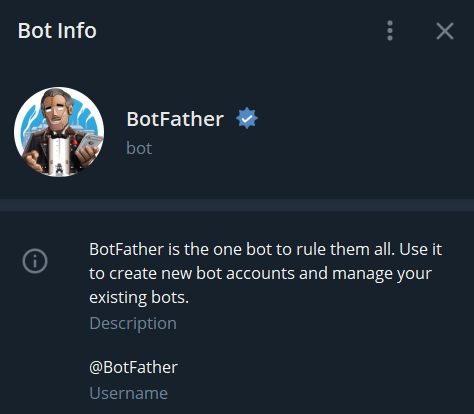 Bot Info
BotFather
bot
BotFather is the one bot to rule them all. Use it
to create new bot accounts and manage your
existing bots.
Description
@BotFather
Username